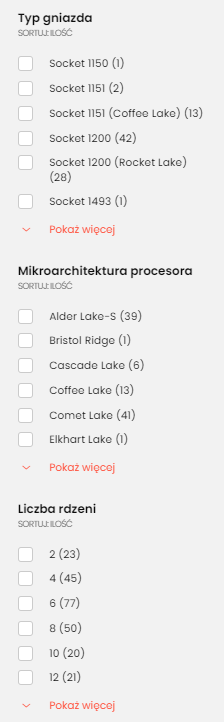 Typ gniazda
SORTUJ: ILOŚĆ
Socket 1150 (1)
Socket 1151 (2)
Socket 1151 (Coffee Lake) (13)
Socket 1200 (42)
Socket 1200 (Rocket Lake)
(28)
Socket 1493 (1)
Pokaż więcej
Mikroarchitektura procesora
SORTUJ: ILOŚĆ
Alder Lake-S (39)
Bristol Ridge (1)
Cascade Lake (6)
Coffee Lake (13)
Comet Lake (41)
Elkhart Lake (1)
Pokaż więcej
Liczba rdzeni
SORTUJ: ILOŚĆ
2 (23)
4 (45)
6 (77)
8 (50)
10 (20)
12 (21)
Pokaż więcej